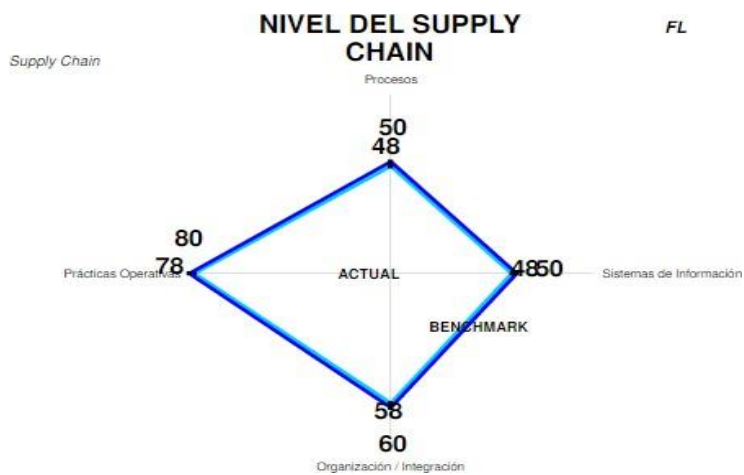 NIVEL DEL SUPPLY
CHAIN
FL
Supply Chain
Procesos
50
48
80
78
Prácticas Operativas
ACTUAL
48
50
Sistemas de Información
BENCHMARK
58
60
Organización / Integración